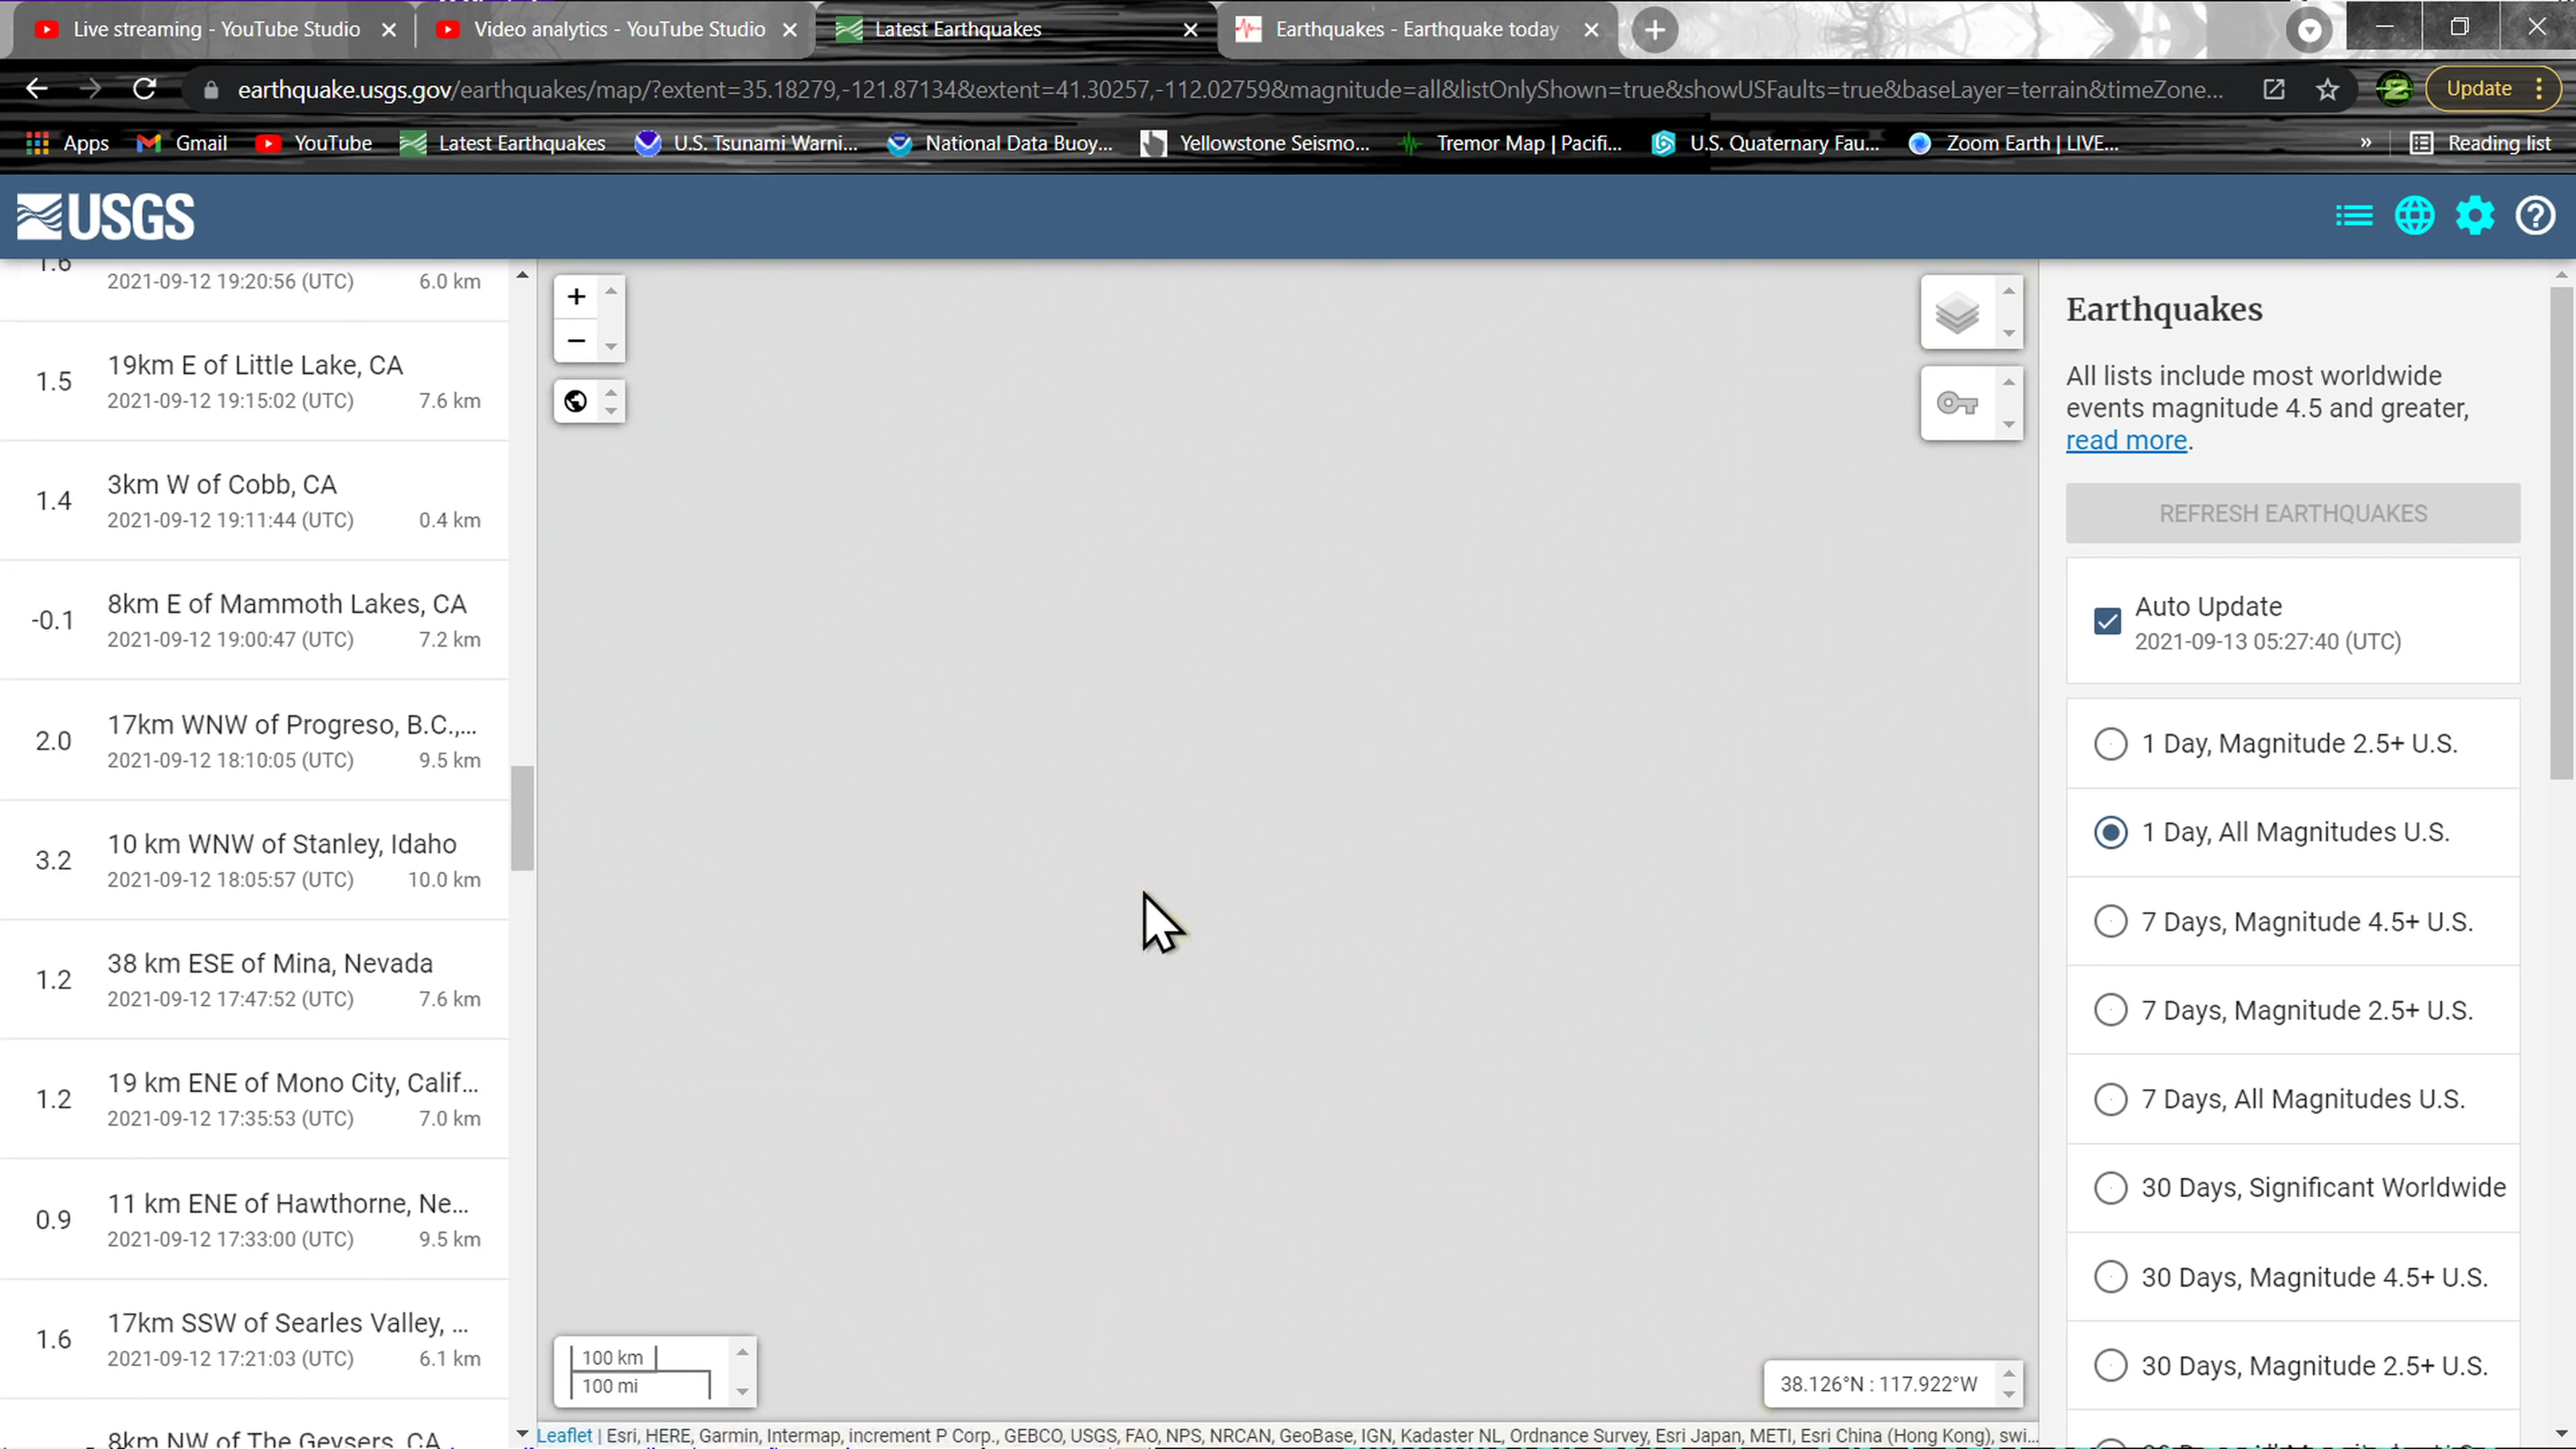 Live streaming - YouTube Studio
Video analytics - YouTube Studio
Latest Earthquakes
Earthquakes - Earthquake today
earthquake.usgs.gov/earthquakes/map/?extent=35.18279,-121.87134&extent=41.30257,-112.02759&magnitude=all&listOnlyShown=true&showUSFaults=true&baseLayer=terrain&timeZone...
Update
Apps
Gmail
YouTube
Latest Earthquakes
U.S. Tsunami Warni...
National Data Buoy...
Yellowstone Seismo...
Tremor Map | Pacifi...
U.S. Quaternary Fau...
Zoom Earth | LIVE...
»
Reading list
USGS
1.6
2021-09-12 19:20:56 (UTC) 6.0 km
1.5
19km E of Little Lake, CA
2021-09-12 19:15:02 (UTC) 7.6 km
1.4
3km W of Cobb, CA
2021-09-12 19:11:44 (UTC) 0.4 km
-0.1
8km E of Mammoth Lakes, CA
2021-09-12 19:00:47 (UTC) 7.2 km
2.0
17km WNW of Progreso, B.C.,...
2021-09-12 18:10:05 (UTC) 9.5 km
3.2
10 km WNW of Stanley, Idaho
2021-09-12 18:05:57 (UTC) 10.0 km
1.2
38 km ESE of Mina, Nevada
2021-09-12 17:47:52 (UTC) 7.6 km
1.2
19 km ENE of Mono City, Calif...
2021-09-12 17:35:53 (UTC) 7.0 km
0.9
11 km ENE of Hawthorne, Ne...
2021-09-12 17:33:00 (UTC) 9.5 km
1.6
17km SSW of Searles Valley, ...
2021-09-12 17:21:03 (UTC) 6.1 km
8km NW of The Geysers, CA
+
−
100 km
100 mi
38.126°N : 117.922°W
Leaflet | Esri, HERE, Garmin, Intermap, increment P Corp., GEBCO, USGS, FAO, NPS, NRCAN, GeoBase, IGN, Kadaster NL, Ordnance Survey, Esri Japan, METI, Esri China (Hong Kong), swi...
Earthquakes
All lists include most worldwide
events magnitude 4.5 and greater,
read more.
REFRESH EARTHQUAKES
Auto Update
2021-09-13 05:27:40 (UTC)
1 Day, Magnitude 2.5+ U.S.
1 Day, All Magnitudes U.S.
7 Days, Magnitude 4.5+ U.S.
7 Days, Magnitude 2.5+ U.S.
7 Days, All Magnitudes U.S.
30 Days, Significant Worldwide
30 Days, Magnitude 4.5+ U.S.
30 Days, Magnitude 2.5+ U.S.